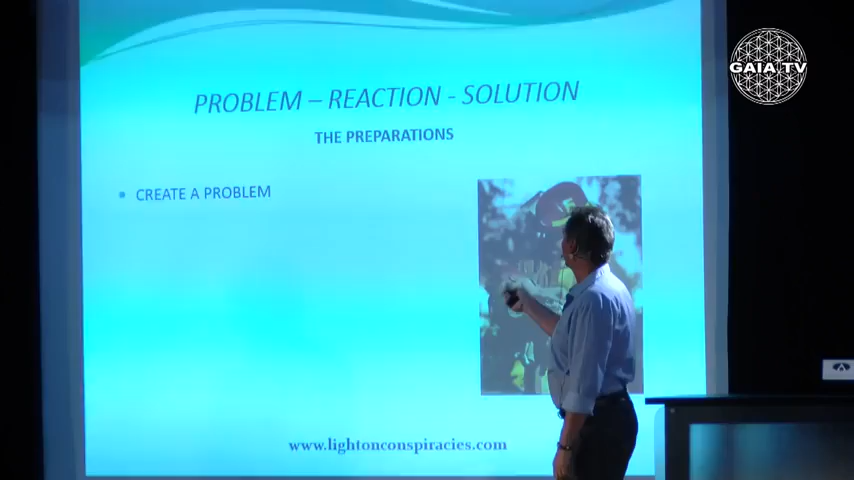 GAIA TV
PROBLEM – REACTION - SOLUTION
THE PREPARATIONS
CREATE A PROBLEM
www.lightonconspiracies.com